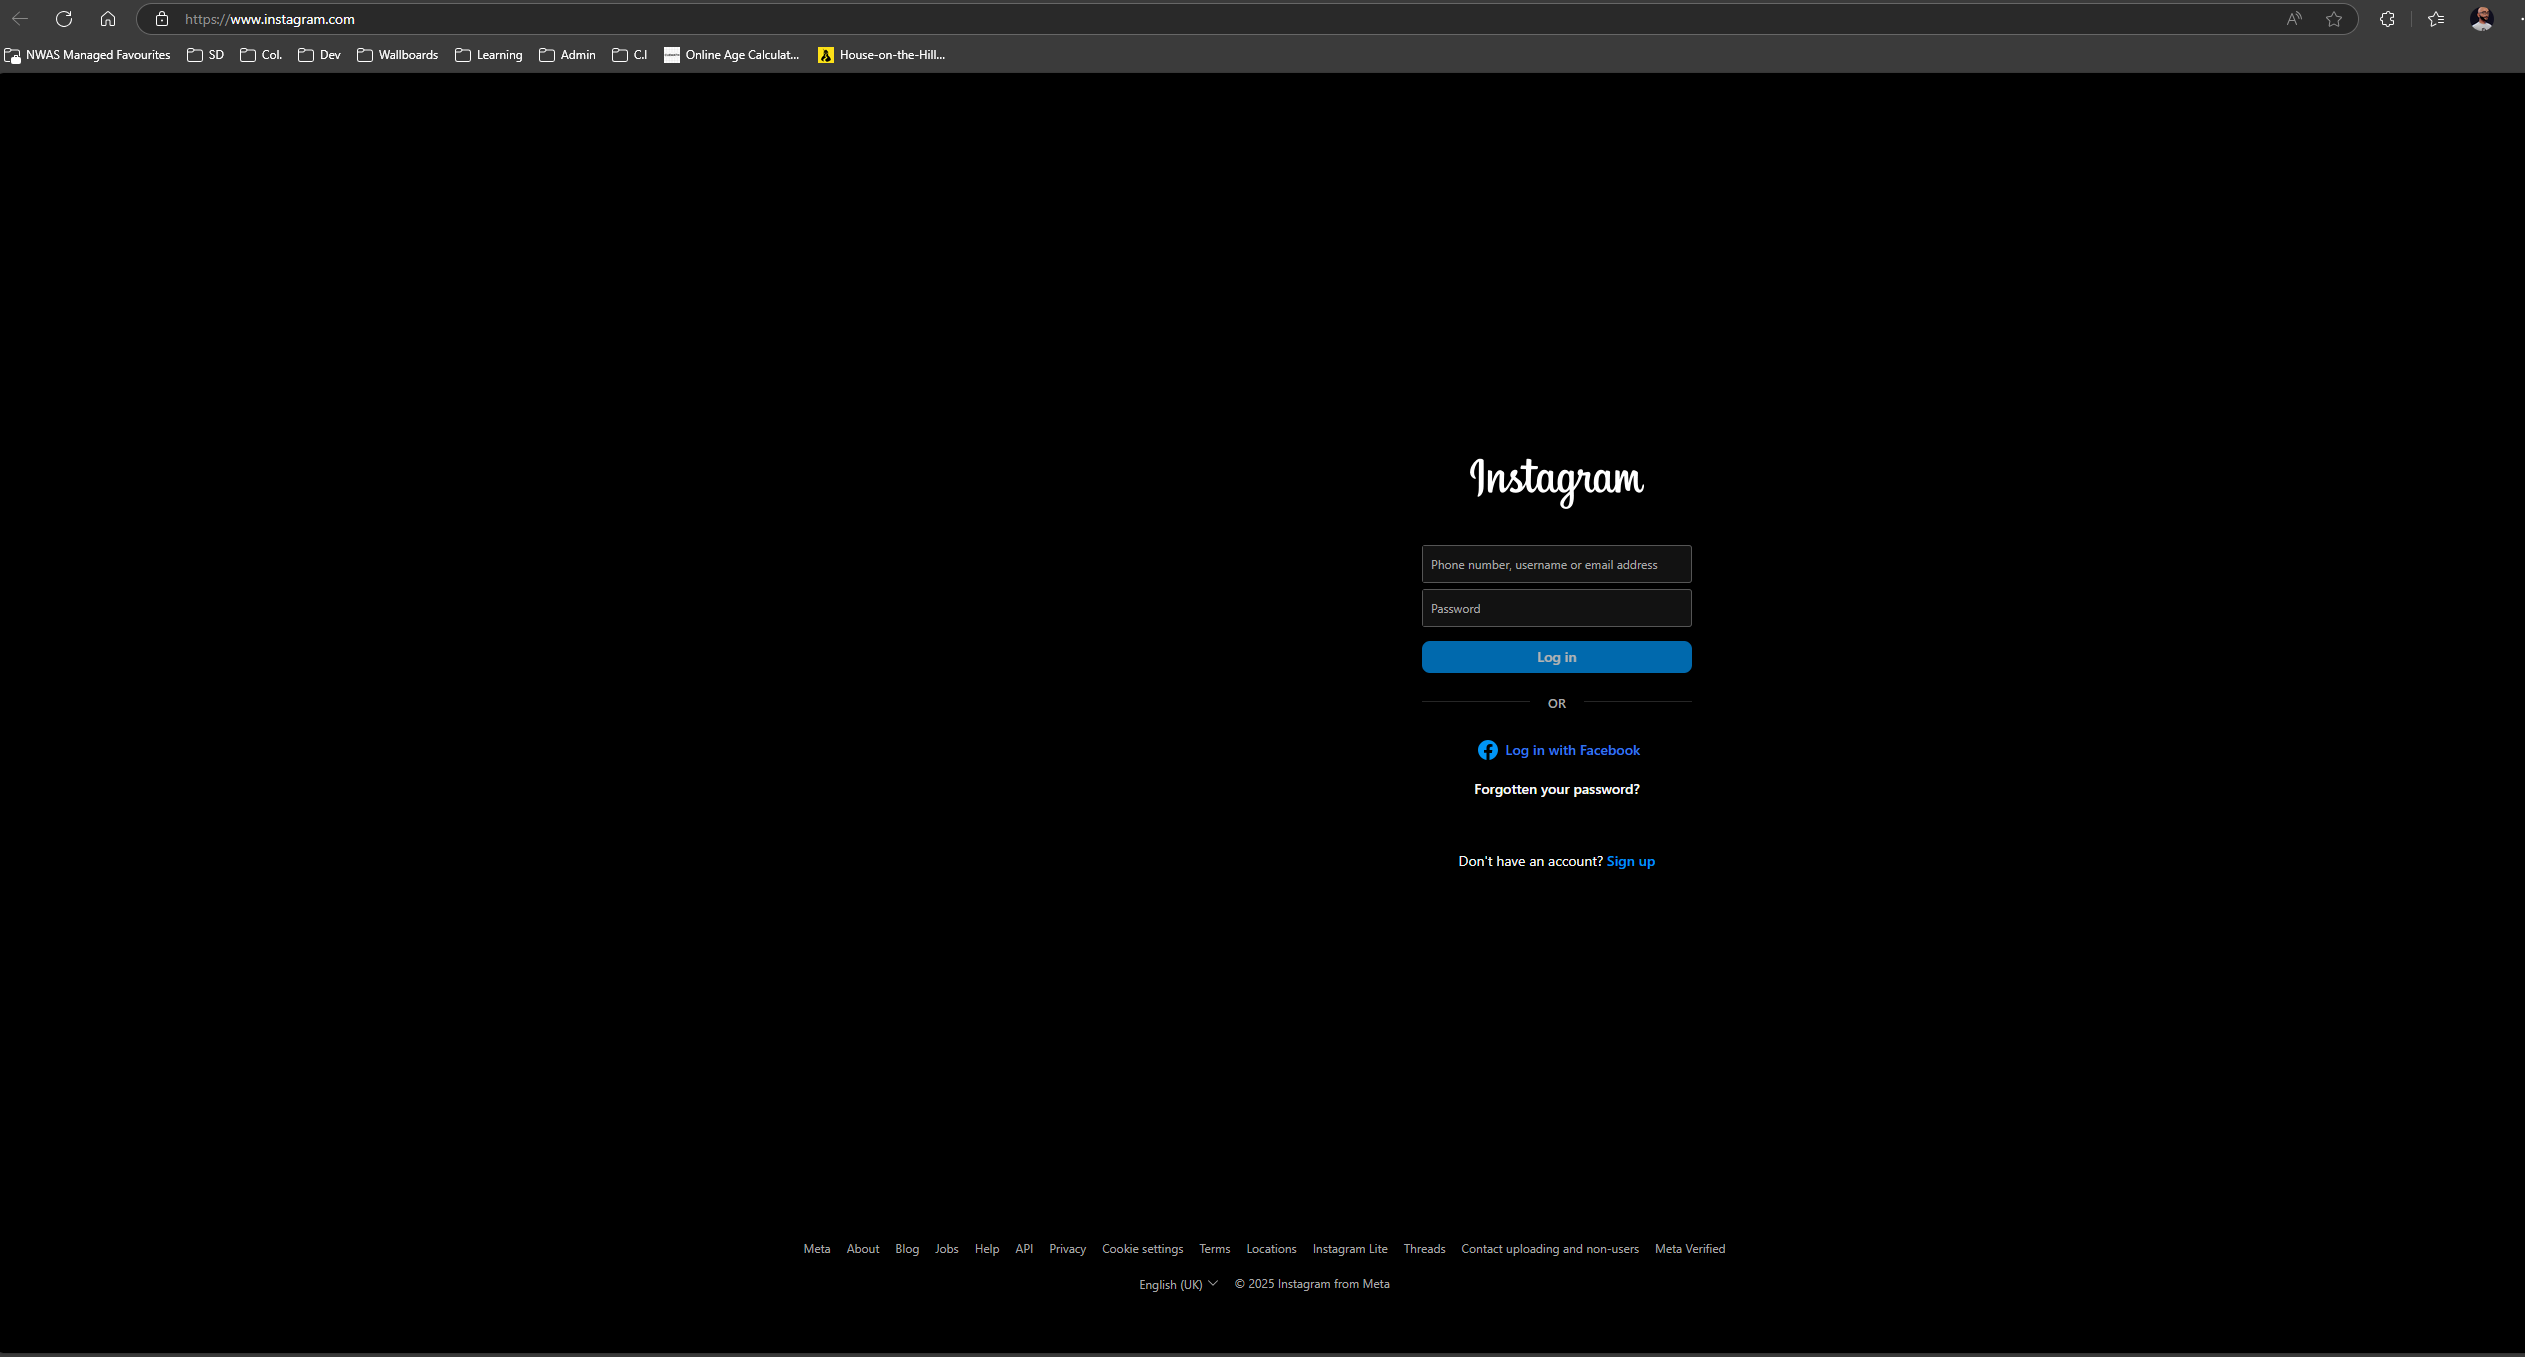 https://www.instagram.com
NWAS Managed Favourites SD Col. Dev Wallboards Learning Admin C.I Online Age Calculat... House-on-the-Hill...
Instagram
Phone number, username or email address
Password
Log in
OR
Log in with Facebook
Forgotten your password?
Don't have an account? Sign up
Meta About Blog Jobs Help API Privacy Cookie settings Terms Locations Instagram Lite Threads Contact uploading and non-users Meta Verified
English (UK) © 2025 Instagram from Meta